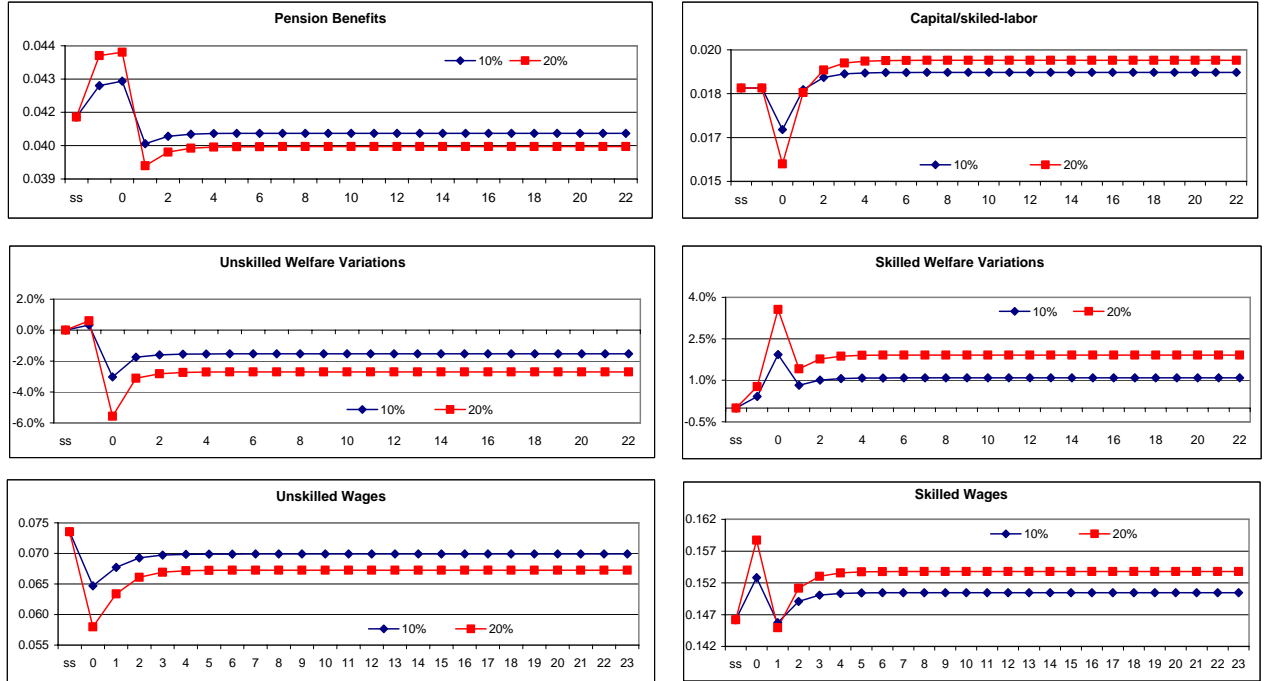 Pension Benefits
0.044
0.043
0.042
0.040
0.039
10% 20%
ss 0 2 4 6 8 10 12 14 16 18 20 22
Capital/skiled-labor
0.020
0.018
0.017
0.015
10% 20%
ss 0 2 4 6 8 10 12 14 16 18 20 22
Unskilled Welfare Variations
2.0%
0.0%
-2.0%
-4.0%
-6.0%
10% 20%
ss 0 2 4 6 8 10 12 14 16 18 20 22
Skilled Welfare Variations
4.0%
2.5%
1.0%
-0.5%
10% 20%
ss 0 2 4 6 8 10 12 14 16 18 20 22
Unskilled Wages
0.075
0.070
0.065
0.060
0.055
10% 20%
ss 0 1 2 3 4 5 6 7 8 9 10 11 12 13 14 15 16 17 18 19 20 21 22 23
Skilled Wages
0.162
0.157
0.152
0.147
0.142
10% 20%
ss 0 1 2 3 4 5 6 7 8 9 10 11 12 13 14 15 16 17 18 19 20 21 22 23